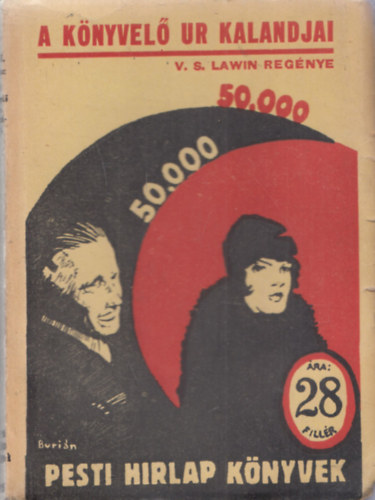 A KÖNYVELŐ UR KALANDJAI
V. S. LAWIN REGÉNYE
50,000
50,000
ÁRA:
28
FILLÉR
Burián
PESTI HIRLAP KÖNYVEK